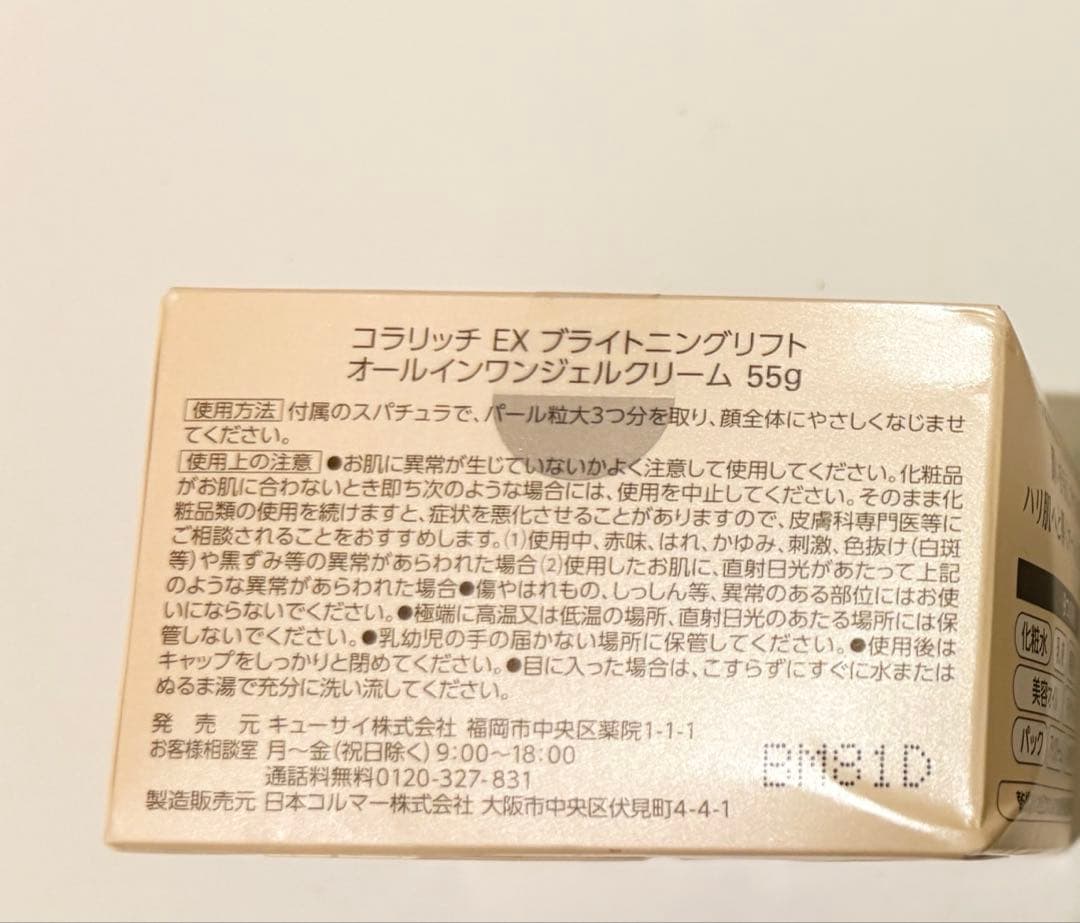 コラリッチ EX ブライトニングリフト
オールインワンジェルクリーム 55g
使用方法 付属のスパチュラで、パール粒大3つ分を取り、顔全体にやさしくなじませ
てください。
使用上の注意 ●お肌に異常が生じていないかよく注意して使用してください。化粧品
がお肌に合わないとき即ち次のような場合には、使用を中止してください。そのまま化
粧品類の使用を続けますと、症状を悪化させることがありますので、皮膚科専門医等に
ご相談されることをおすすめします。(1)使用中、赤味、はれ、かゆみ、刺激、色抜け(白斑
等)や黒ずみ等の異常があらわれた場合(2)使用したお肌に、直射日光があたって上記
のような異常があらわれた場合●傷やはれもの、しっしん等、異常のある部位にはお使
いにならないでください。●極端に高温又は低温の場所、直射日光のあたる場所には保
管しないでください。●乳幼児の手の届かない場所に保管してください。●使用後は
キャップをしっかりと閉めてください。●目に入った場合は、こすらずにすぐに水または
ぬるま湯で充分に洗い流してください。
発売元 キューサイ株式会社 福岡市中央区薬院1-1-1
お客様相談室 月～金(祝日除く)9:00～18:00
通話料無料0120-327-831
製造販売元 日本コルマー株式会社 大阪市中央区伏見町4-4-1
BM81D
ハリ肌へ
化粧水
美容
パック